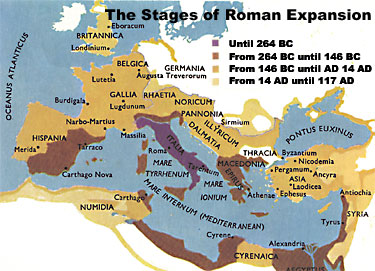 The Stages of Roman Expansion
Until 264 BC
From 264 BC until 146 BC
From 146 BC until AD 14 AD
From 14 AD until 117 AD
OCEANUS ATLANTICUS
Eboracum
BRITANNICA
Londinium
BELGICA
GERMANIA
Augusta Treverorum
Lutetia
GALLIA
RHAETIA
Lugdunum
NORICUM
PANNONIA
Burdigala
ILLYRICUM
Sirmium
DALMATIA
Narbo-Martius
Massilia
PONTUS EUXINUS
HISPANIA
Merida
Tarraco
ITALIA
Roma
THRACIA
Byzantium
Nicodemia
MACEDONIA
MARE
TYRRHENUM
Tarentum
EPIRUS
Pergamum
Ancyra
ASIA
Laodicea
Carthago Nova
MARE
IONIUM
Athenae
Ephesus
Antiochia
NUMIDIA
Carthago
MARE INTERNUM (MEDITERRANEAN)
SYRIA
Tyrus
Cyrene
Alexandria
CYRENAICA
AEGYPTUS